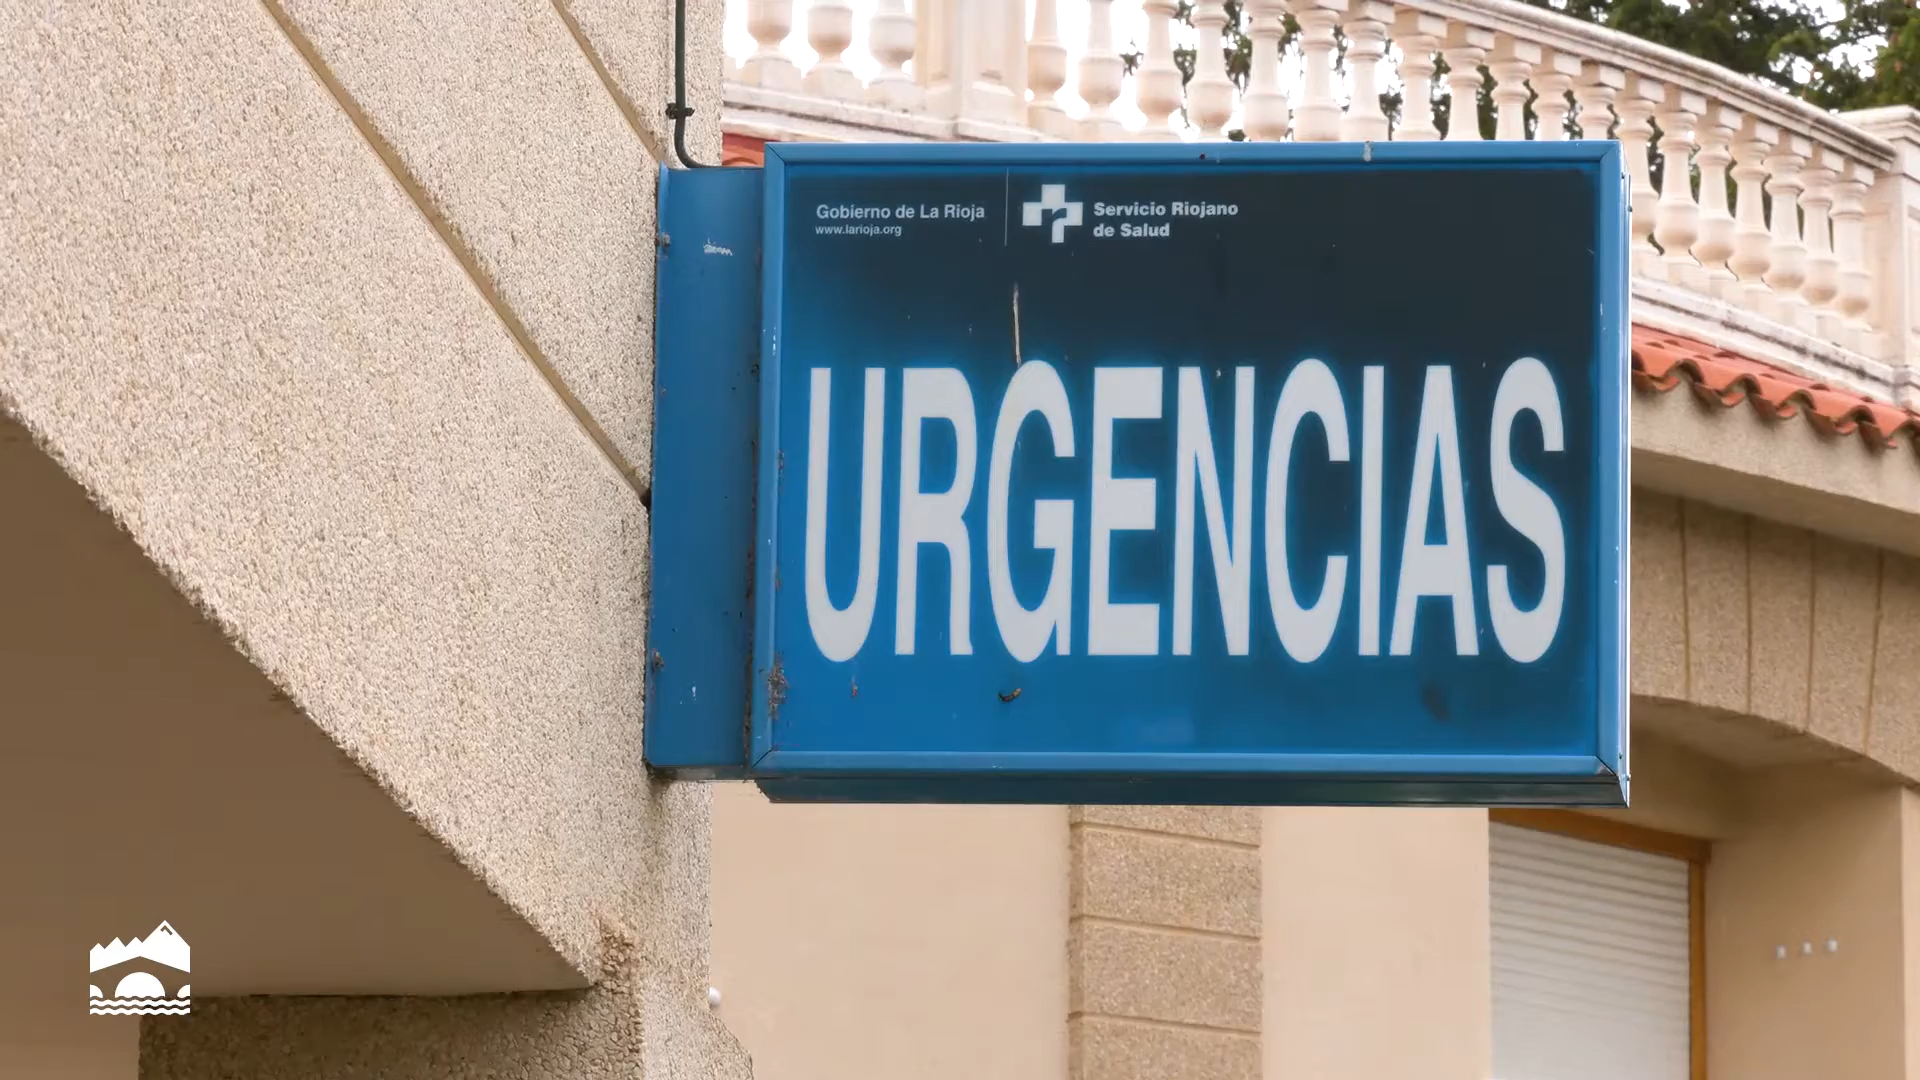 Gobierno de La Rioja
www.larioja.org
Servicio Riojano
de Salud
URGENCIAS